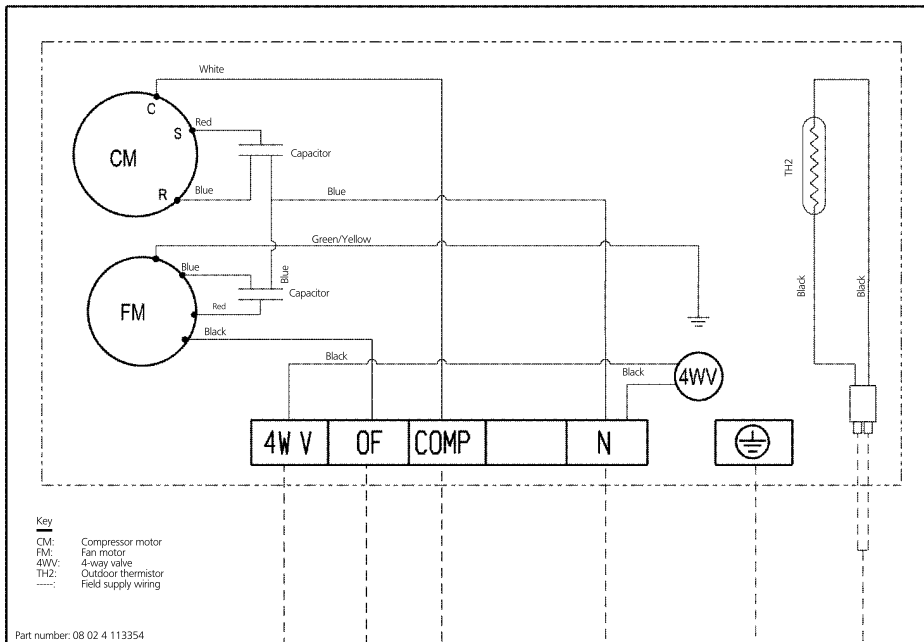 White
C
S
Red
Capacitor
CM
TH2
R
Blue
Blue
Green/Yellow
Blue
Blue
Capacitor
Black
Black
FM
Red
Black
Black
Black
4WV
4W V
OF
COMP
N
Key
CM: Compressor motor
FM: Fan motor
4WV: 4-way valve
TH2: Outdoor thermistor
-----: Field supply wiring
Part number: 08 02 4 113354